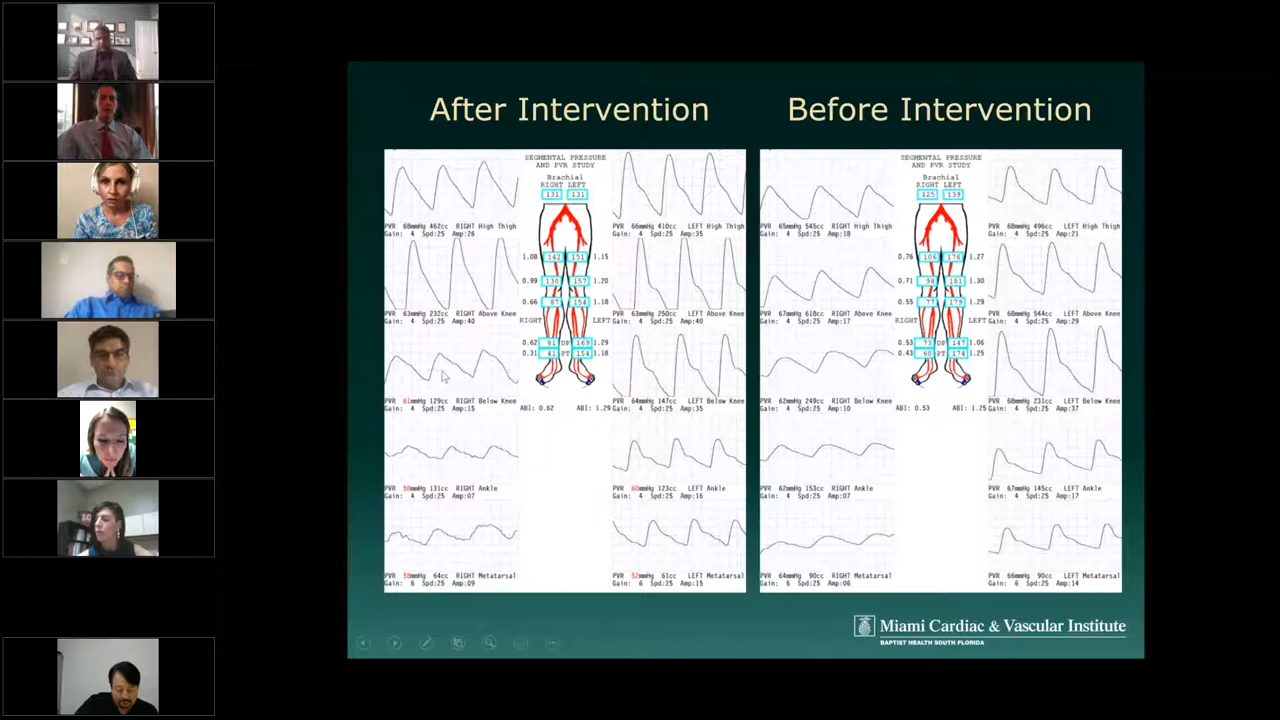 After Intervention
Before Intervention
SEGMENTAL PRESSURE
AND PVR STUDY
Brachial
RIGHT LEFT
131 131
PVR 68mmHg 462cc RIGHT High Thigh
Gain: 4 Spd:25 Amp:26
PVR 66mmHg 410cc LEFT High Thigh
Gain: 4 Spd:25 Amp:35
1.08 142 151 1.15
0.99 130 157 1.20
0.66 87 154 1.18
PVR 63mmHg 232cc RIGHT Above Knee
Gain: 4 Spd:25 Amp:40
PVR 63mmHg 250cc LEFT Above Knee
Gain: 4 Spd:25 Amp:40
RIGHT LEFT
0.62 81 DP 169 1.29
0.31 41 PT 154 1.18
PVR 61mmHg 129cc RIGHT Below Knee
Gain: 4 Spd:25 Amp:15
ABI: 0.62 ABI: 1.29
PVR 64mmHg 147cc LEFT Below Knee
Gain: 4 Spd:25 Amp:35
PVR 131cc RIGHT Ankle
Gain: 4 Spd:25 Amp:07
PVR 60mmHg 123cc LEFT Ankle
Gain: 4 Spd:25 Amp:16
PVR 64cc RIGHT Metatarsal
Gain: 6 Spd:25 Amp:09
PVR 52mmHg 61cc LEFT Metatarsal
Gain: 6 Spd:25 Amp:15
SEGMENTAL PRESSURE
AND PVR STUDY
Brachial
RIGHT LEFT
125 139
PVR 65mmHg 545cc RIGHT High Thigh
Gain: 4 Spd:25 Amp:18
PVR 68mmHg 496cc LEFT High Thigh
Gain: 4 Spd:25 Amp:21
0.76 106 176 1.27
0.71 98 181 1.30
0.55 77 179 1.29
PVR 67mmHg 618cc RIGHT Above Knee
Gain: 4 Spd:25 Amp:17
PVR 68mmHg 544cc LEFT Above Knee
Gain: 4 Spd:25 Amp:29
RIGHT LEFT
0.53 73 DP 147 1.06
0.43 60 PT 174 1.25
PVR 62mmHg 249cc RIGHT Below Knee
Gain: 4 Spd:25 Amp:10
ABI: 0.53 ABI: 1.25
PVR 68mmHg 231cc LEFT Below Knee
Gain: 4 Spd:25 Amp:37
PVR 62mmHg 153cc RIGHT Ankle
Gain: 4 Spd:25 Amp:07
PVR 67mmHg 145cc LEFT Ankle
Gain: 4 Spd:25 Amp:17
PVR 64mmHg 90cc RIGHT Metatarsal
Gain: 6 Spd:25 Amp:06
PVR 66mmHg 90cc LEFT Metatarsal
Gain: 6 Spd:25 Amp:14
Miami Cardiac & Vascular Institute
BAPTIST HEALTH SOUTH FLORIDA